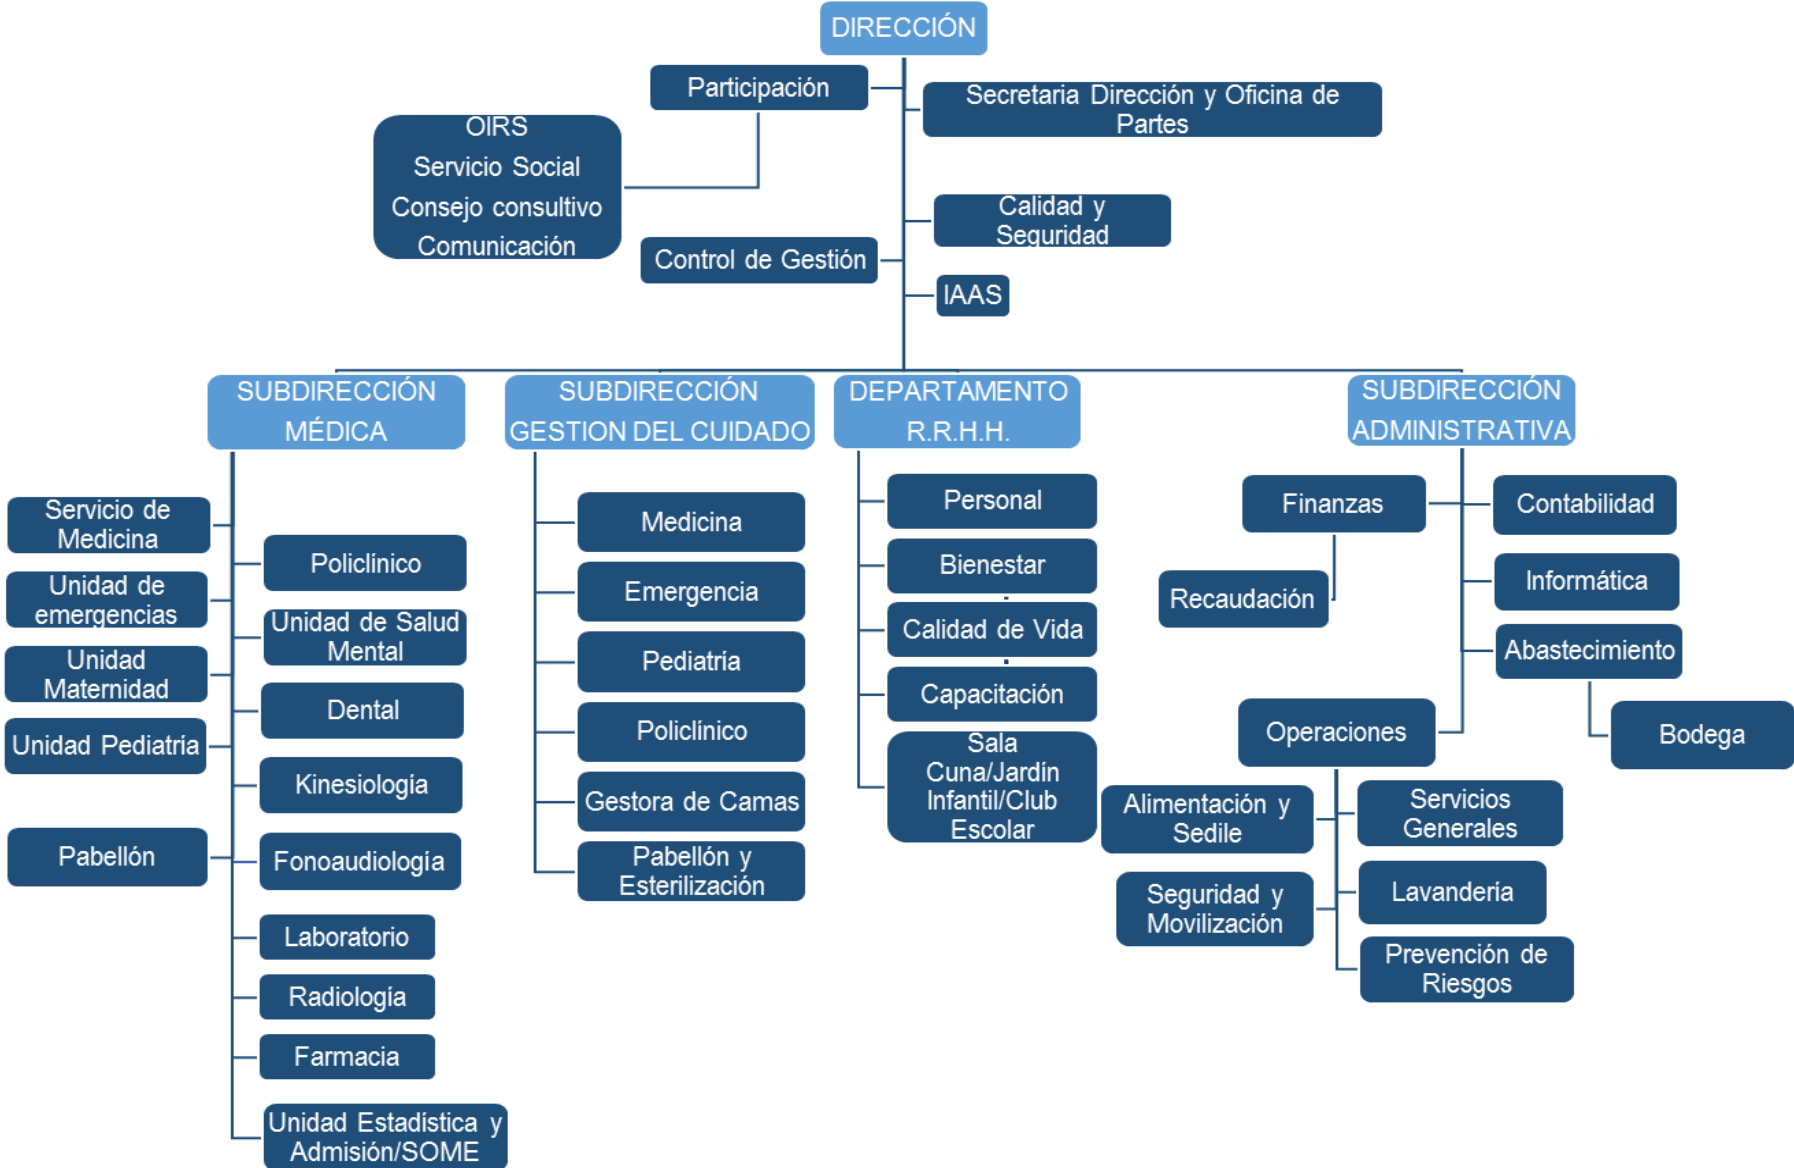 DIRECCIÓN
Participación
Secretaria Dirección y Oficina de
Partes
OIRS
Servicio Social
Consejo consultivo
Comunicación
Calidad y
Seguridad
Control de Gestión
IAAS
SUBDIRECCIÓN
MÉDICA
SUBDIRECCIÓN
GESTION DEL CUIDADO
DEPARTAMENTO
R.R.H.H.
SUBDIRECCIÓN
ADMINISTRATIVA
Servicio de
Medicina
Unidad de
emergencias
Unidad
Maternidad
Unidad Pediatría
Pabellón
Policlínico
Unidad de Salud
Mental
Dental
Kinesiología
Fonoaudiología
Laboratorio
Radiología
Farmacia
Unidad Estadística y
Admisión/SOME
Medicina
Emergencia
Pediatría
Policlínico
Gestora de Camas
Pabellón y
Esterilización
Personal
Bienestar
Calidad de Vida
Capacitación
Sala
Cuna/Jardín
Infantil/Club
Escolar
Finanzas
Recaudación
Contabilidad
Informática
Abastecimiento
Bodega
Operaciones
Alimentación y
Sedile
Seguridad y
Movilización
Servicios
Generales
Lavandería
Prevención de
Riesgos